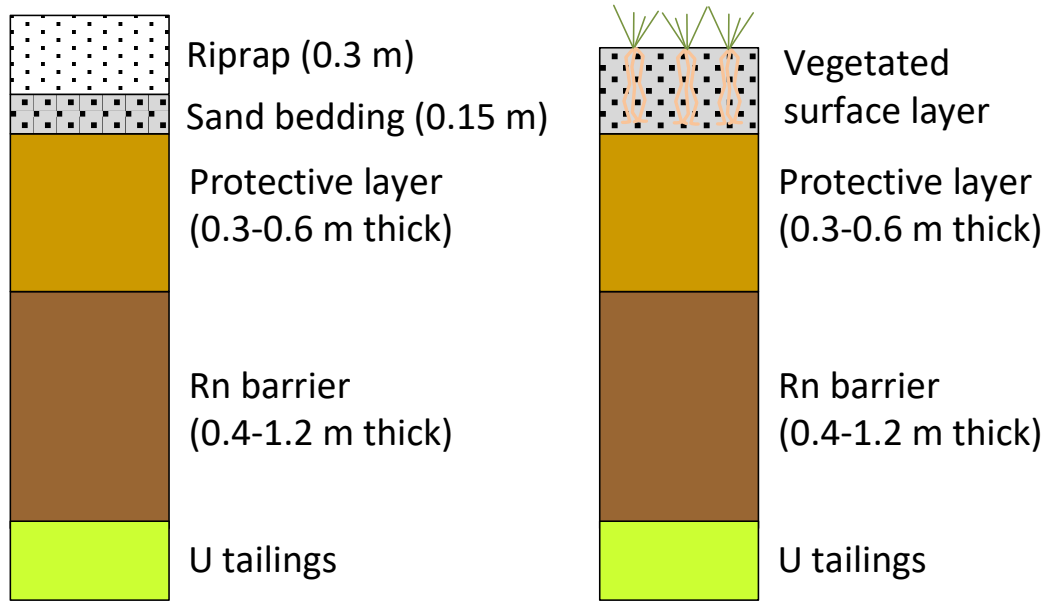 Riprap (0.3 m)
Sand bedding (0.15 m)
Protective layer
(0.3-0.6 m thick)
Rn barrier
(0.4-1.2 m thick)
U tailings
Vegetated
surface layer
Protective layer
(0.3-0.6 m thick)
Rn barrier
(0.4-1.2 m thick)
U tailings